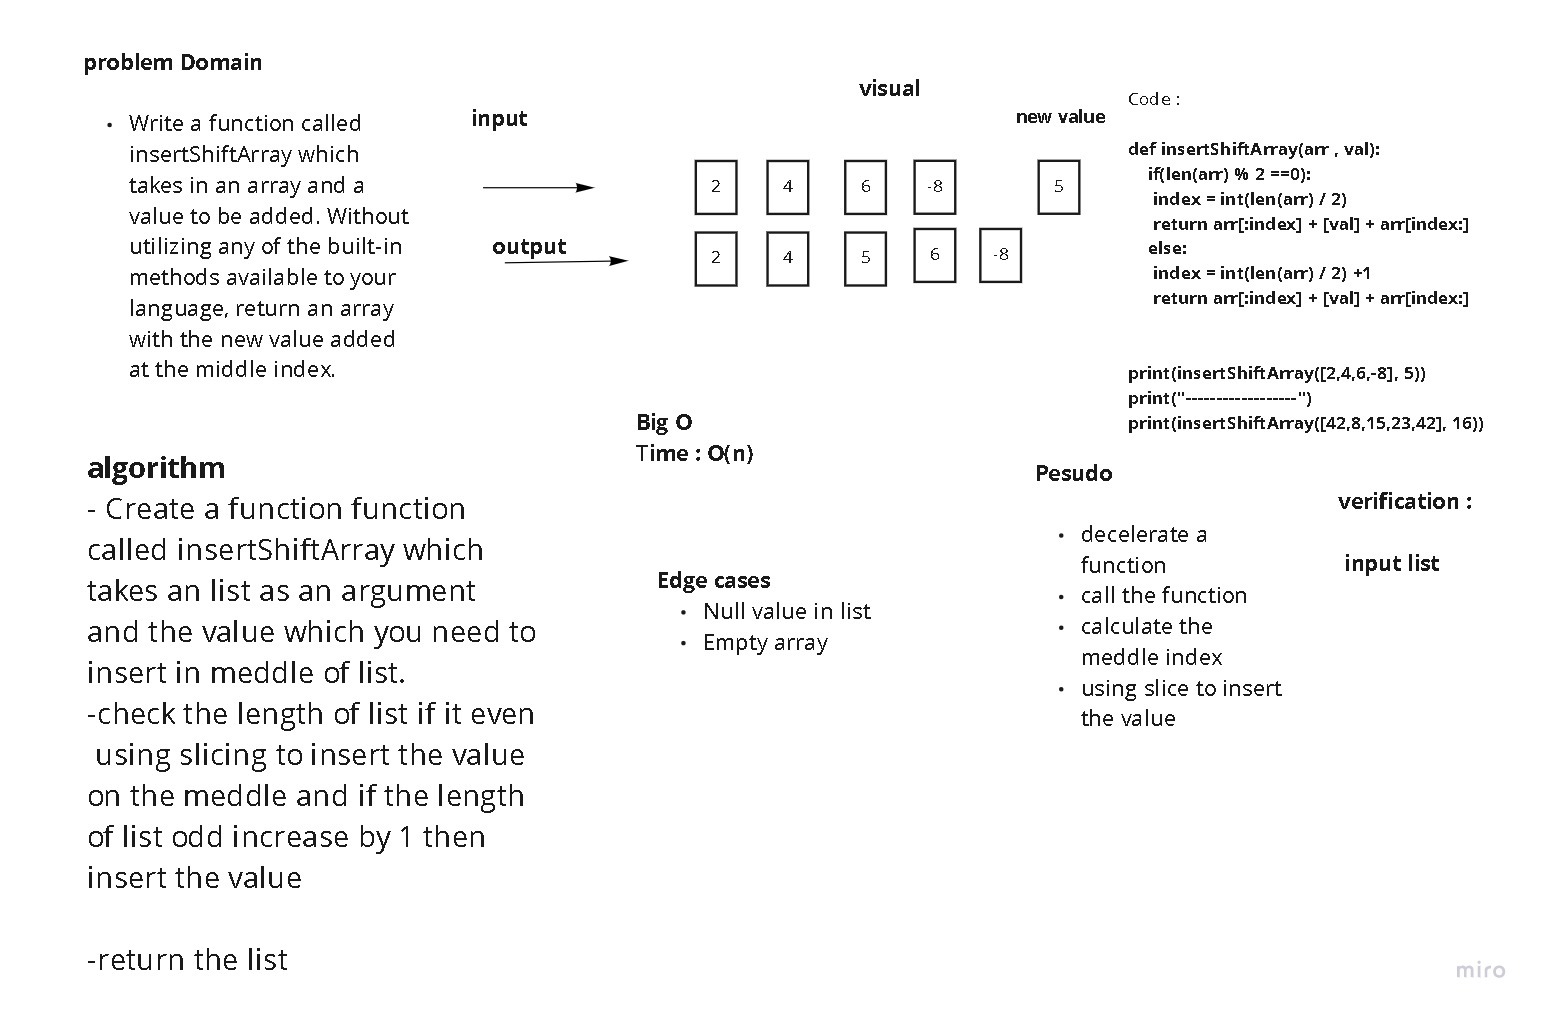 problem Domain
• Write a function called
insertShiftArray which
takes in an array and a
value to be added. Without
utilizing any of the built-in
methods available to your
language, return an array
with the new value added
at the middle index.
input
output
visual
new value
2 4 6 -8 5
2 4 5 6 -8
Code :
def insertShiftArray(arr , val):
if(len(arr) % 2 ==0):
index = int(len(arr) / 2)
return arr[:index] + [val] + arr[index:]
else:
index = int(len(arr) / 2) +1
return arr[:index] + [val] + arr[index:]
print(insertShiftArray([2,4,6,-8], 5))
print("------------------")
print(insertShiftArray([42,8,15,23,42], 16))
algorithm
- Create a function function
called insertShiftArray which
takes an list as an argument
and the value which you need to
insert in meddle of list.
-check the length of list if it even
using slicing to insert the value
on the meddle and if the length
of list odd increase by 1 then
insert the value
-return the list
Big O
Time : O(n)
Edge cases
• Null value in list
• Empty array
Pesudo
• decelerate a
function
• call the function
• calculate the
meddle index
• using slice to insert
the value
verification :
input list
miro